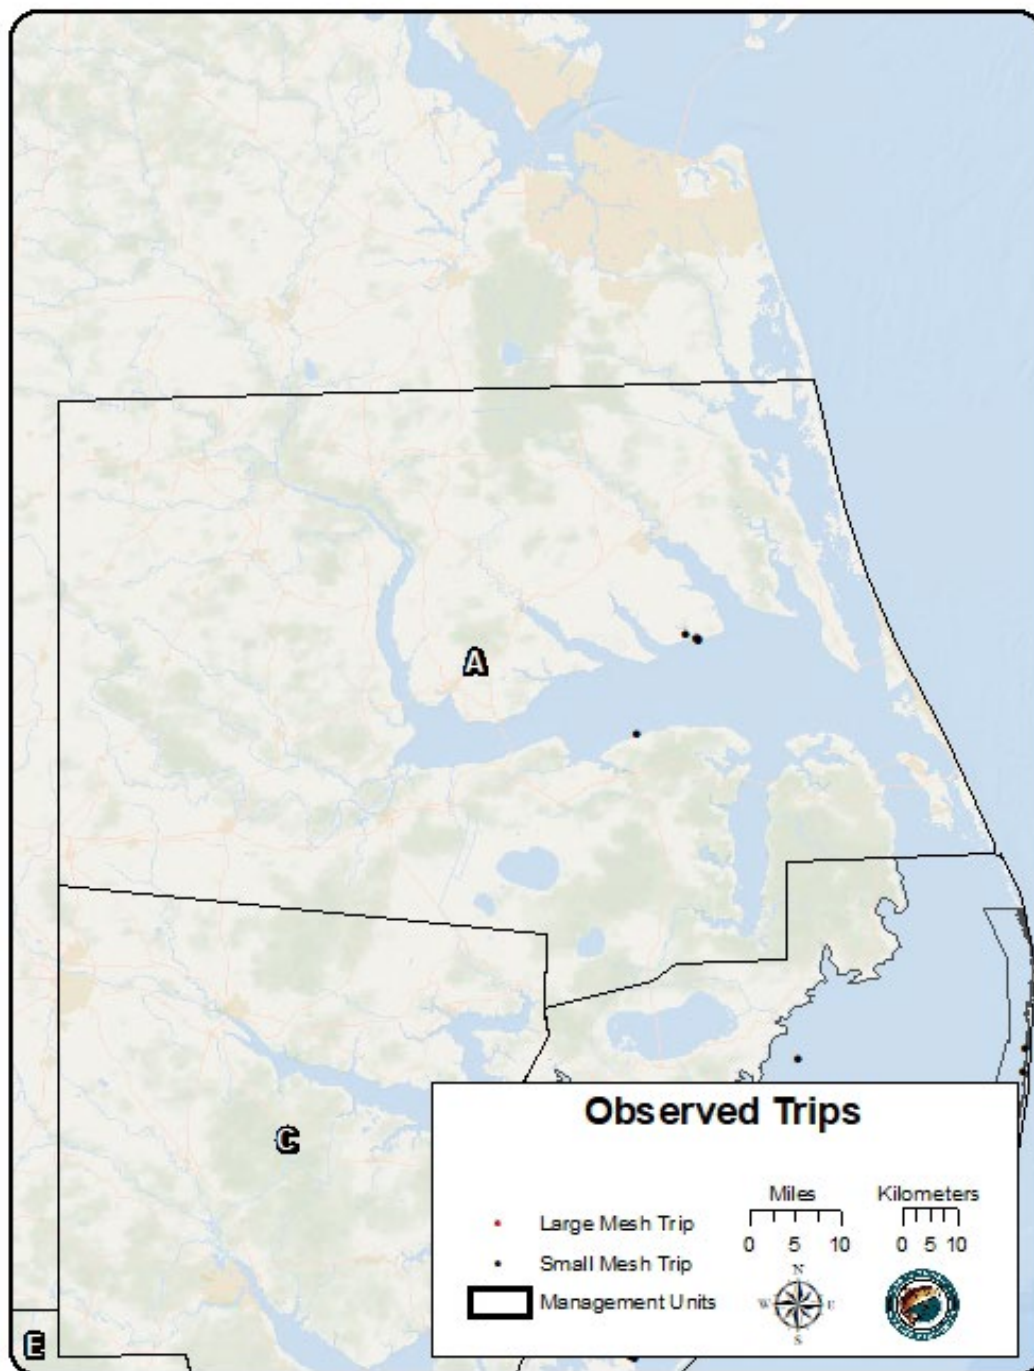 A
C
E
Observed Trips
Miles
Kilometers
Large Mesh Trip
0 5 10
0 5 10
Small Mesh Trip
N
W E
S
Management Units